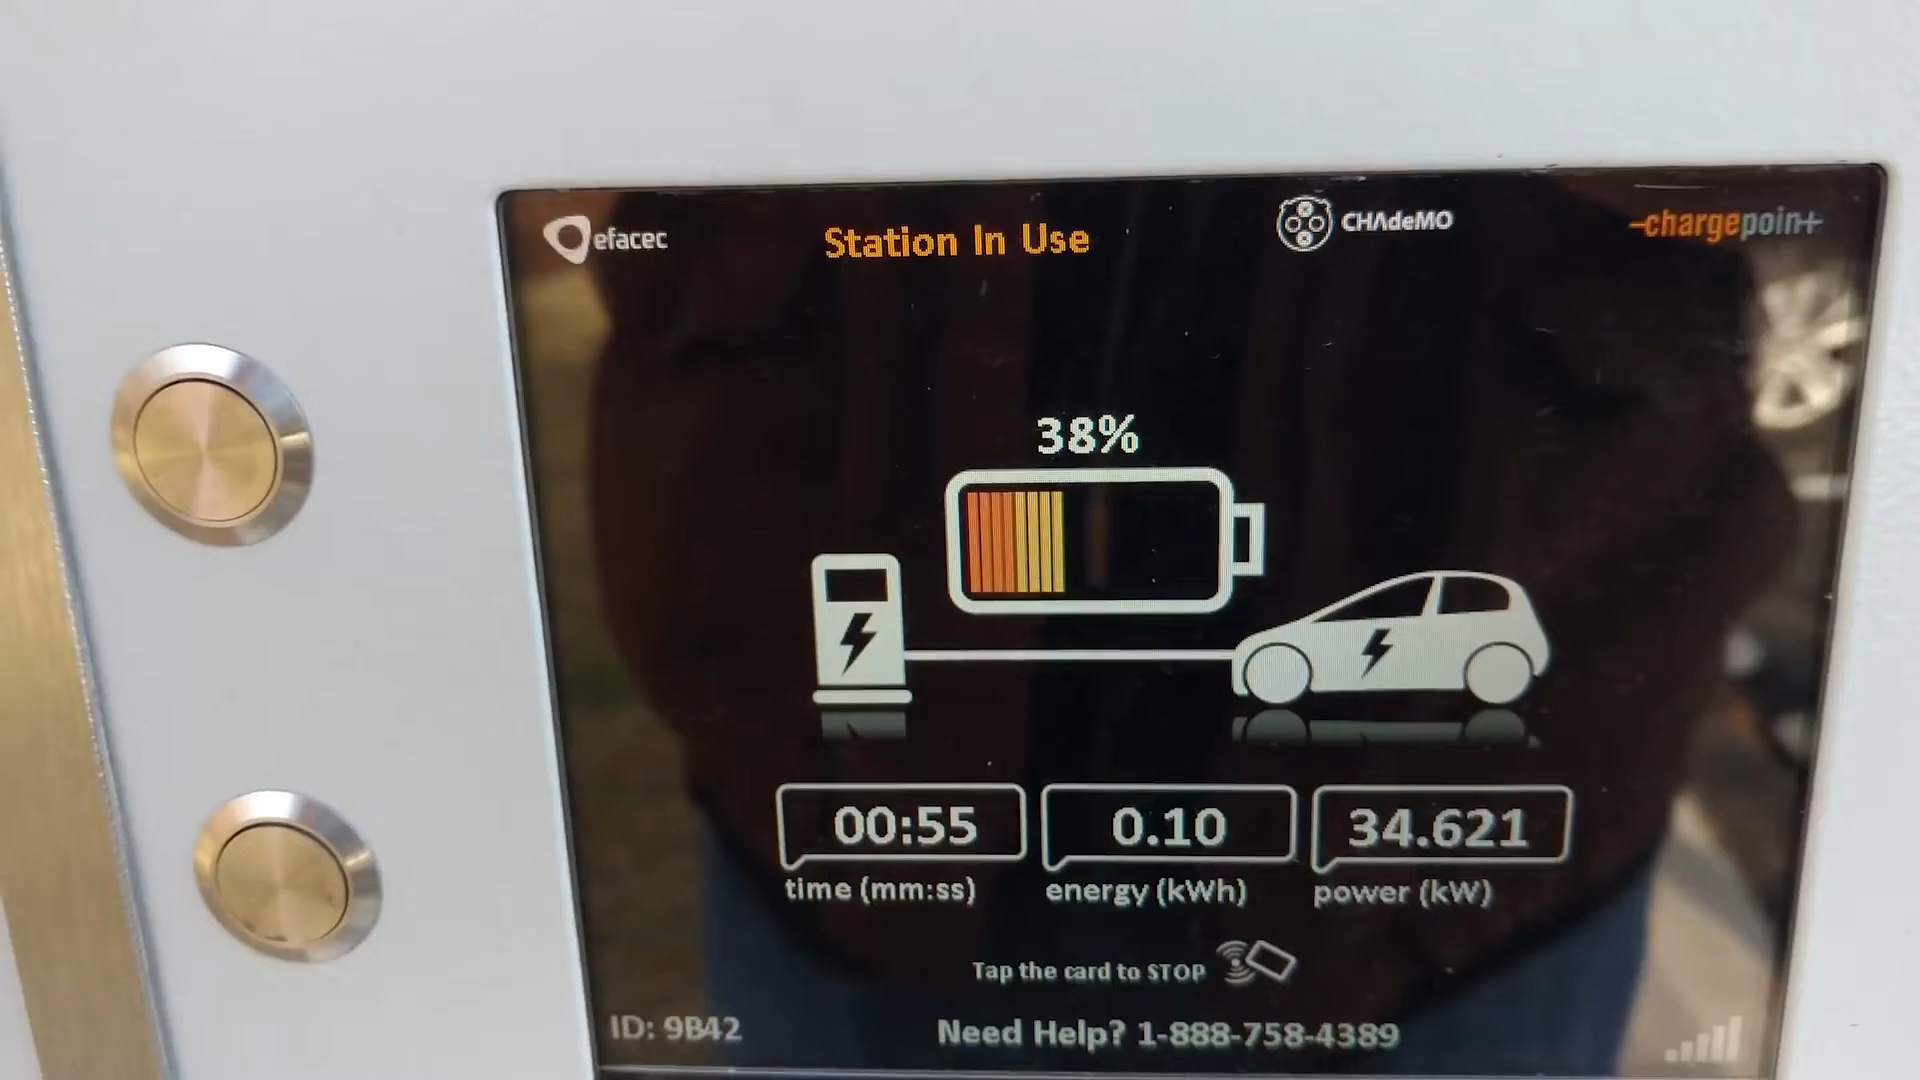 efacec
Station In Use
CHAdeMO
chargepoint
38%
00:55
0.10
34.621
time (mm:ss)
energy (kWh)
power (kW)
Tap the card to STOP
ID: 9B42
Need Help? 1-888-758-4389